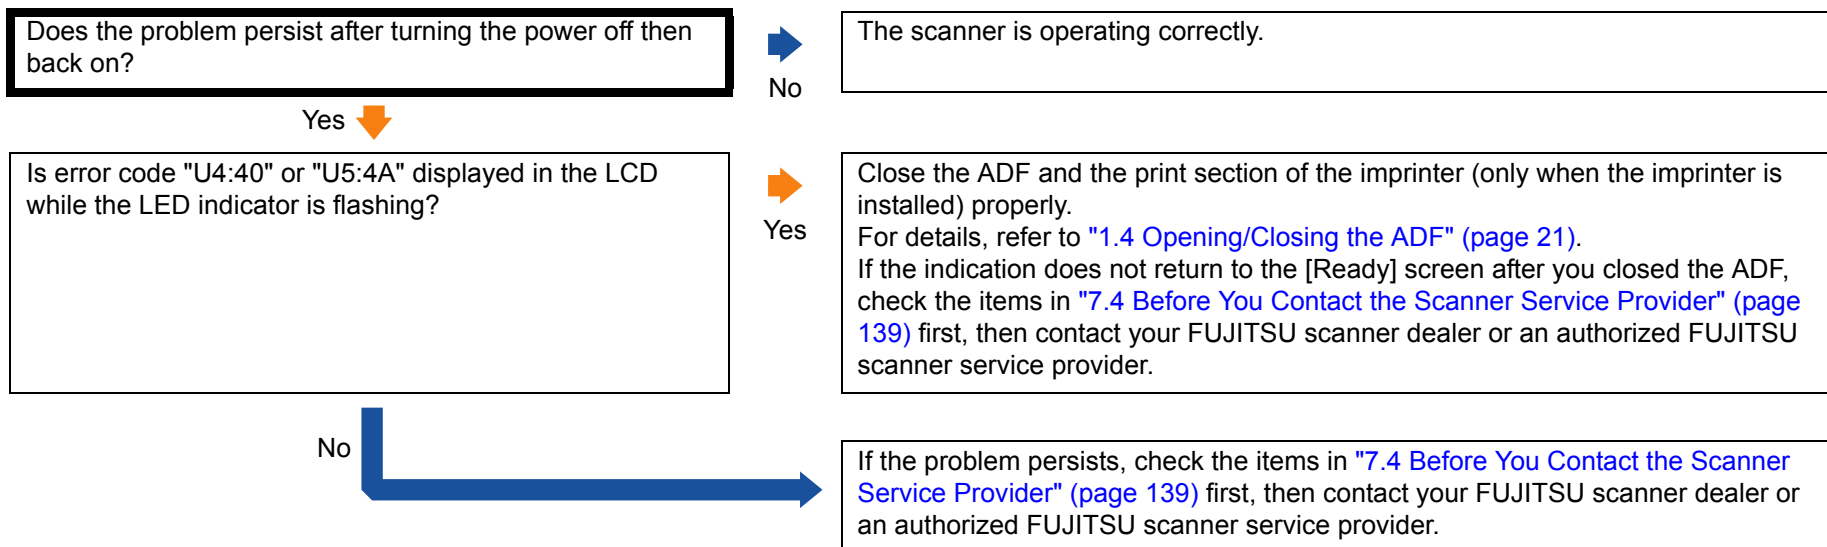 Does the problem persist after turning the power off then
back on?
No
The scanner is operating correctly.
Yes
Is error code "U4:40" or "U5:4A" displayed in the LCD
while the LED indicator is flashing?
Yes
Close the ADF and the print section of the imprinter (only when the imprinter is
installed) properly.
For details, refer to "1.4 Opening/Closing the ADF" (page 21).
If the indication does not return to the [Ready] screen after you closed the ADF,
check the items in "7.4 Before You Contact the Scanner Service Provider" (page
139) first, then contact your FUJITSU scanner dealer or an authorized FUJITSU
scanner service provider.
No
If the problem persists, check the items in "7.4 Before You Contact the Scanner
Service Provider" (page 139) first, then contact your FUJITSU scanner dealer or
an authorized FUJITSU scanner service provider.